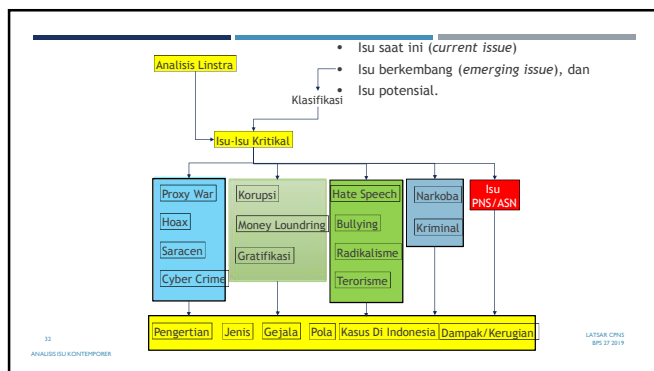 • Isu saat ini (current issue)
• Isu berkembang (emerging issue), dan
• Isu potensial.
Analisis Linstra
Klasifikasi
Isu-Isu Kritikal
Proxy War
Hoax
Saracen
Cyber Crime
Korupsi
Money Loundring
Gratifikasi
Hate Speech
Bullying
Radikalisme
Terorisme
Narkoba
Kriminal
Isu
PNS/ASN
Pengertian Jenis Gejala Pola Kasus Di Indonesia Dampak/Kerugian
32
ANALISIS ISU KONTEMPORER
LATSAR CPNS
BPS 27 2019